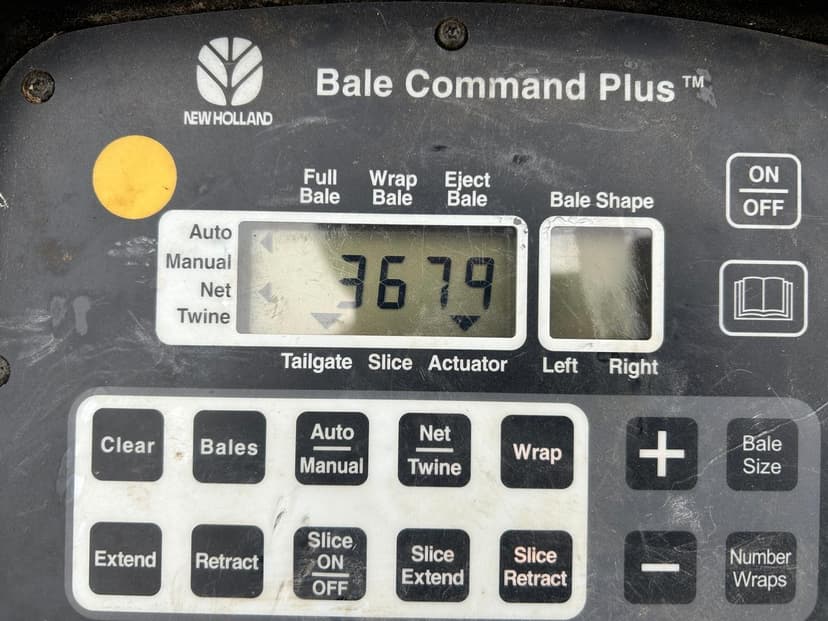 NEW HOLLAND
Bale Command Plus™
Full
Bale
Wrap
Bale
Eject
Bale
Bale Shape
ON
OFF
Auto
Manual
Net
Twine
3679
Tailgate Slice Actuator
Left Right
Clear
Bales
Auto
Manual
Net
Twine
Wrap
+
Bale
Size
Extend
Retract
Slice
ON
OFF
Slice
Extend
Slice
Retract
−
Number
Wraps